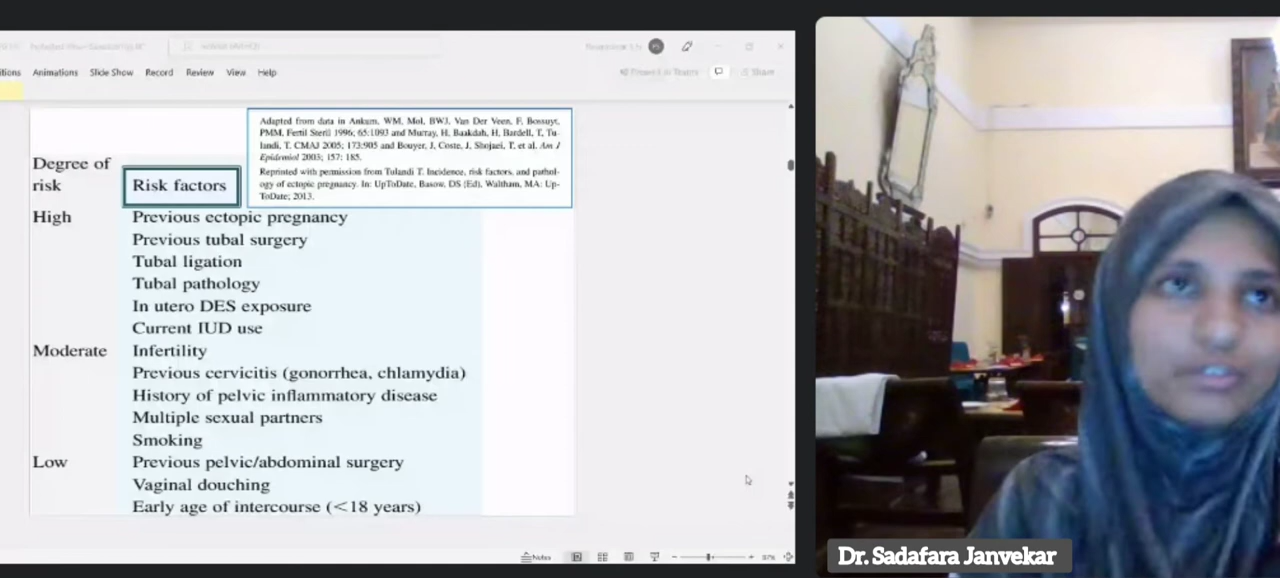 Animations Slide Show Record Review View Help
Share
Adapted from data in Ankum, WM, Mol, BWJ, Van Der Veen, F, Bossuyt,
PMM, Fertil Steril 1996; 65:1093 and Murray, H, Baakdah, H, Bardell, T, Tu-
landi, T. CMAJ 2005; 173:905 and Bouyer, J, Coste, J, Shojaei, T, et al. Am J
Epidemiol 2003; 157: 185.
Reprinted with permission from Tulandi T. Incidence, risk factors, and pathol-
ogy of ectopic pregnancy. In: UpToDate, Basow, DS (Ed), Waltham, MA: Up-
ToDate; 2013.
Degree of
risk Risk factors
High Previous ectopic pregnancy
Previous tubal surgery
Tubal ligation
Tubal pathology
In utero DES exposure
Current IUD use
Moderate Infertility
Previous cervicitis (gonorrhea, chlamydia)
History of pelvic inflammatory disease
Multiple sexual partners
Smoking
Low Previous pelvic/abdominal surgery
Vaginal douching
Early age of intercourse (<18 years)
Notes
Dr. Sadafara Janvekar